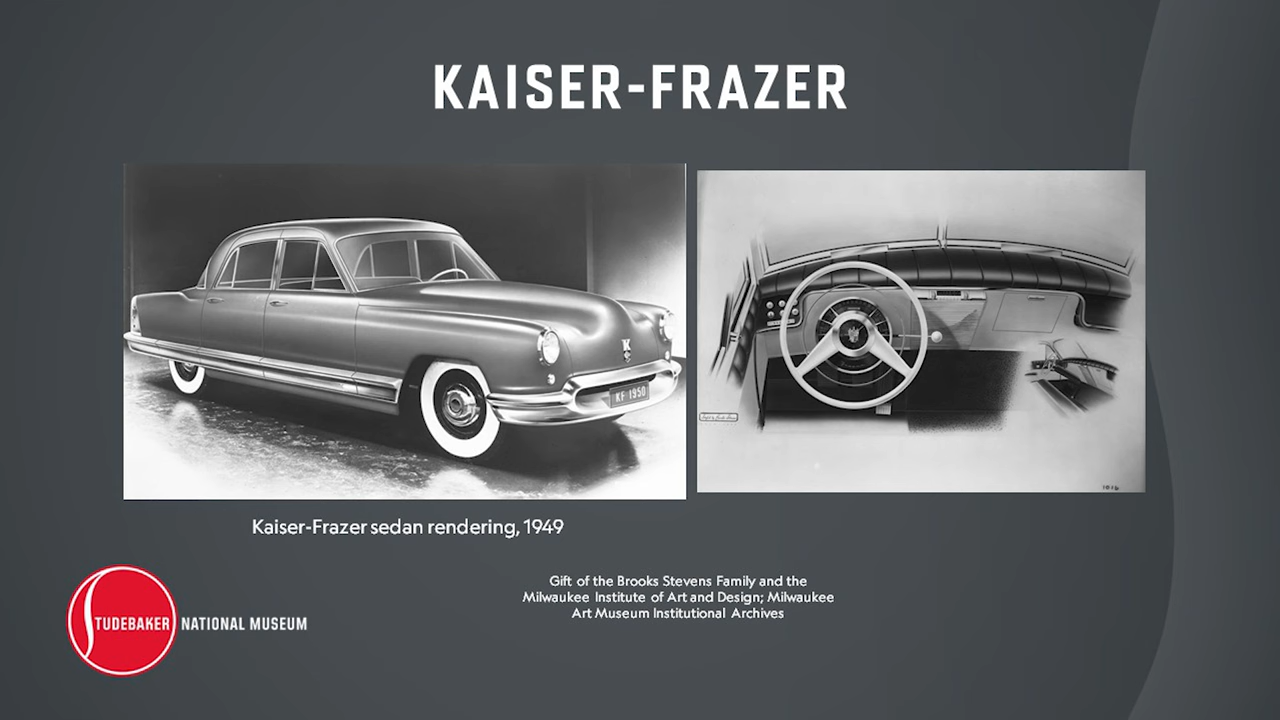 KAISER-FRAZER
K
KF 1950
1016
Kaiser-Frazer sedan rendering, 1949
Gift of the Brooks Stevens Family and the
Milwaukee Institute of Art and Design; Milwaukee
Art Museum Institutional Archives
STUDEBAKER NATIONAL MUSEUM